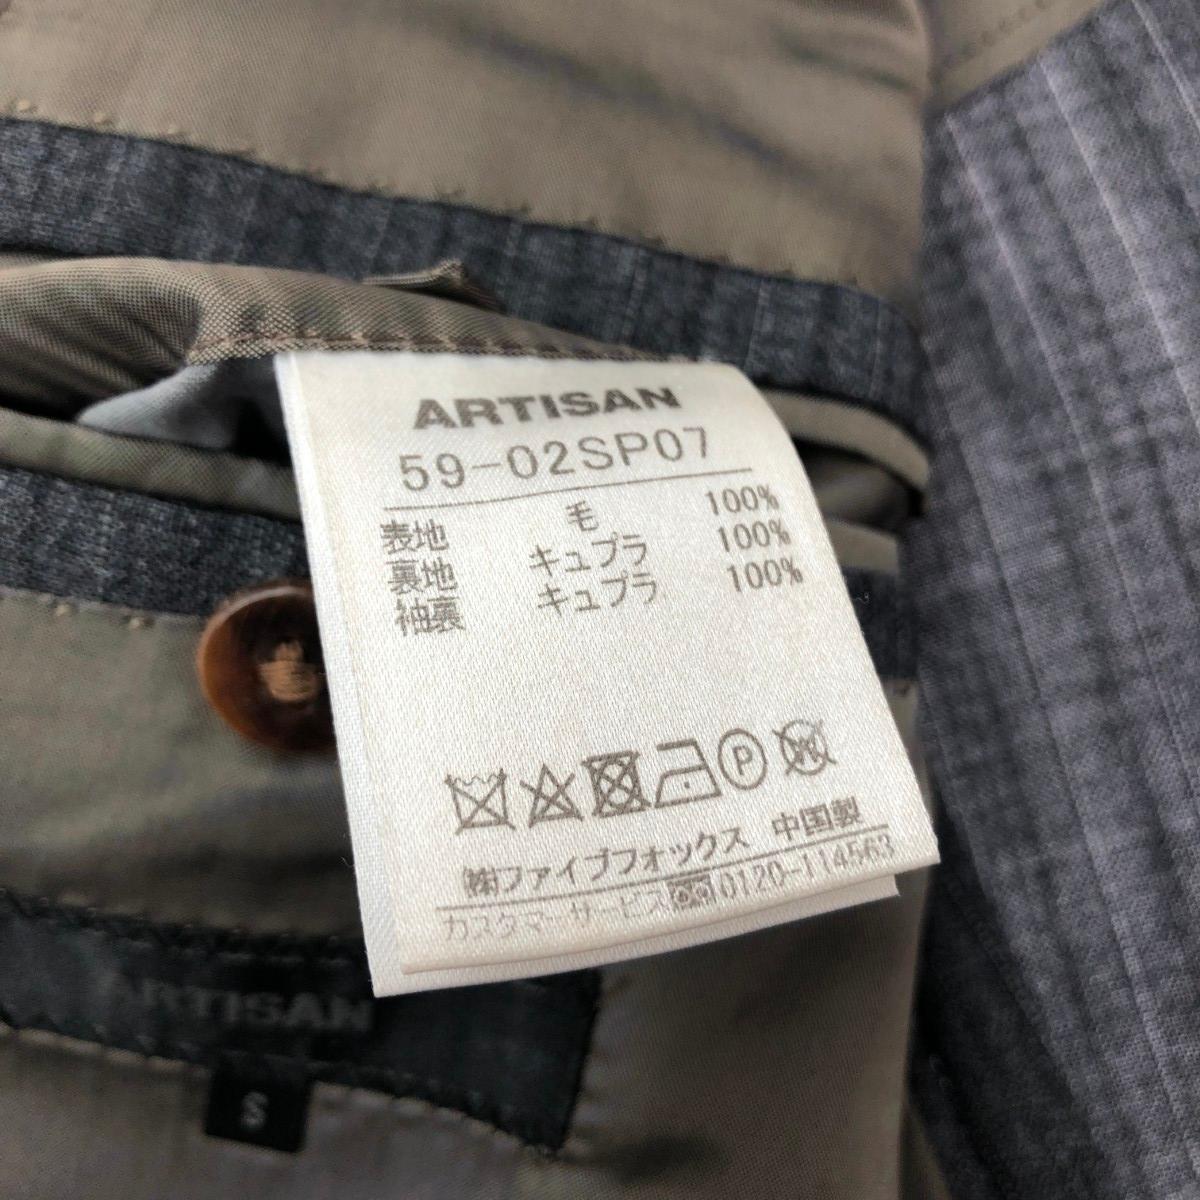 ARTISAN
59-02SP07
表地 毛 100%
裏地 キュプラ 100%
袖裏 キュプラ 100%
P W
㈱ファイブフォックス 中国製
カスタマーサービス 0120-114563
ARTISAN
S